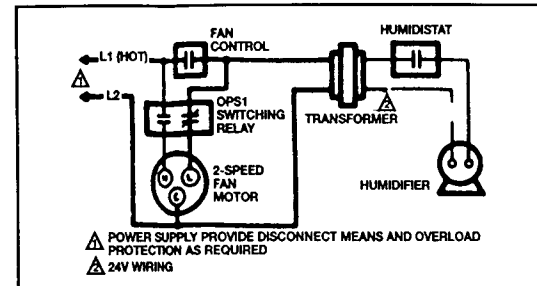 FAN
CONTROL
HUMIDISTAT
L1 (HOT)
1
L2
OPS1
SWITCHING
RELAY
TRANSFORMER
2
2-SPEED
FAN
MOTOR
H
L
C
HUMIDIFIER
1 POWER SUPPLY PROVIDE DISCONNECT MEANS AND OVERLOAD
PROTECTION AS REQUIRED
2 24V WIRING